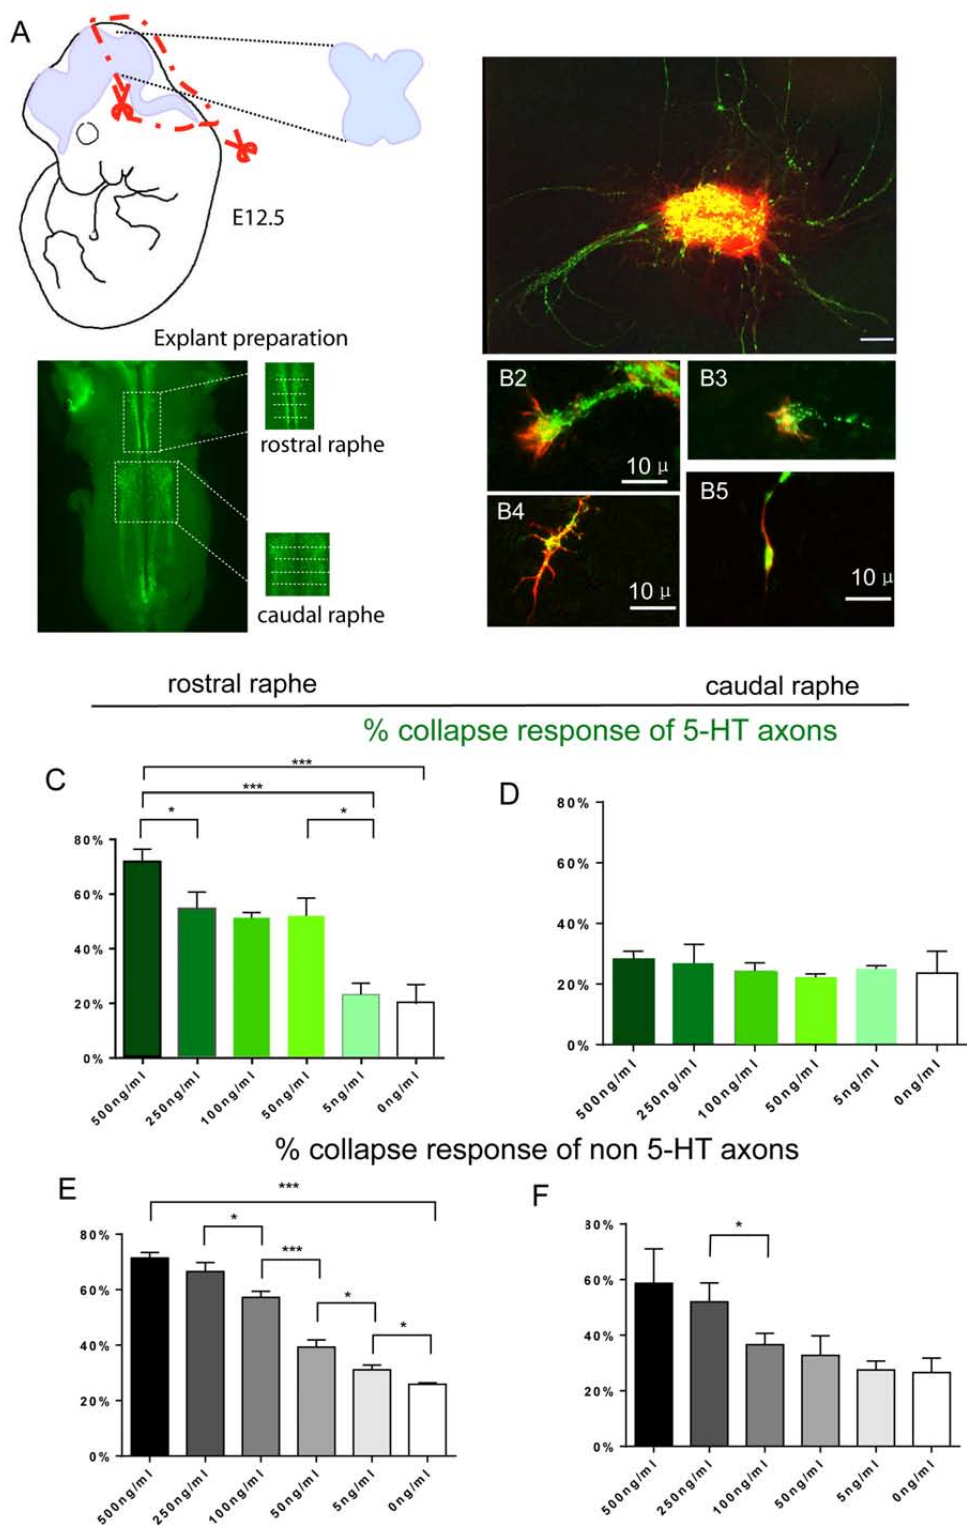 A
E12.5
Explant preparation
rostral raphe
caudal raphe
B2
10 μ
B3
B4
10 μ
B5
10 μ
rostral raphe
caudal raphe
% collapse response of 5-HT axons
C
***
***
*
*
80%
60%
40%
20%
0%
500ng/ml
250ng/ml
100ng/ml
50ng/ml
5ng/ml
0ng/ml
D
80%
60%
40%
20%
0%
500ng/ml
250ng/ml
100ng/ml
50ng/ml
5ng/ml
0ng/ml
% collapse response of non 5-HT axons
E
***
*
***
*
*
80%
60%
40%
20%
0%
500ng/ml
250ng/ml
100ng/ml
50ng/ml
5ng/ml
0ng/ml
F
*
80%
60%
40%
20%
0%
500ng/ml
250ng/ml
100ng/ml
50ng/ml
5ng/ml
0ng/ml